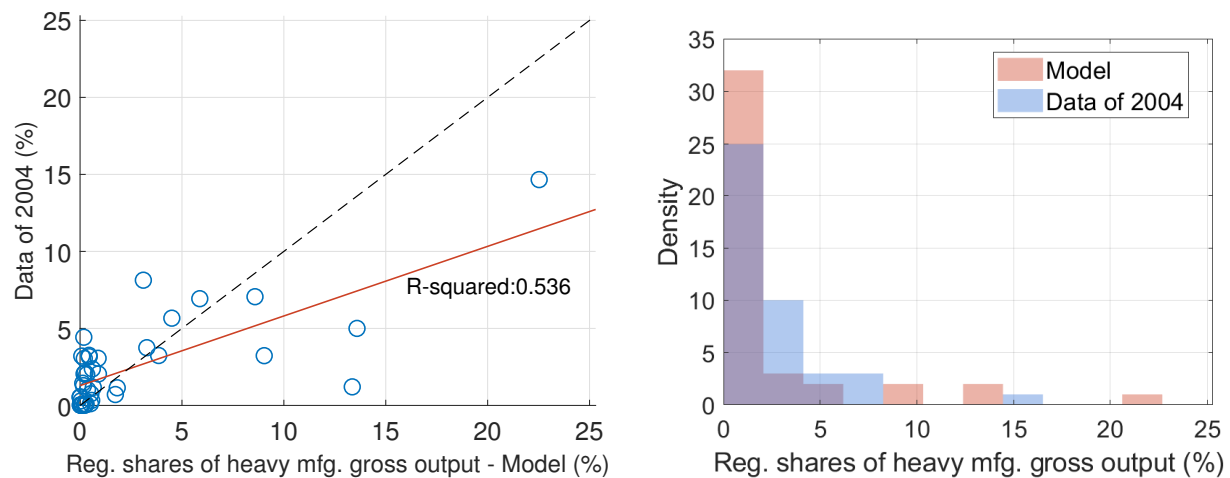 25
20
15
10
5
0
Data of 2004 (%)
R-squared:0.536
0 5 10 15 20 25
Reg. shares of heavy mfg. gross output - Model (%)
35
30
25
20
15
10
5
0
Density
Model
Data of 2004
0 5 10 15 20 25
Reg. shares of heavy mfg. gross output (%)